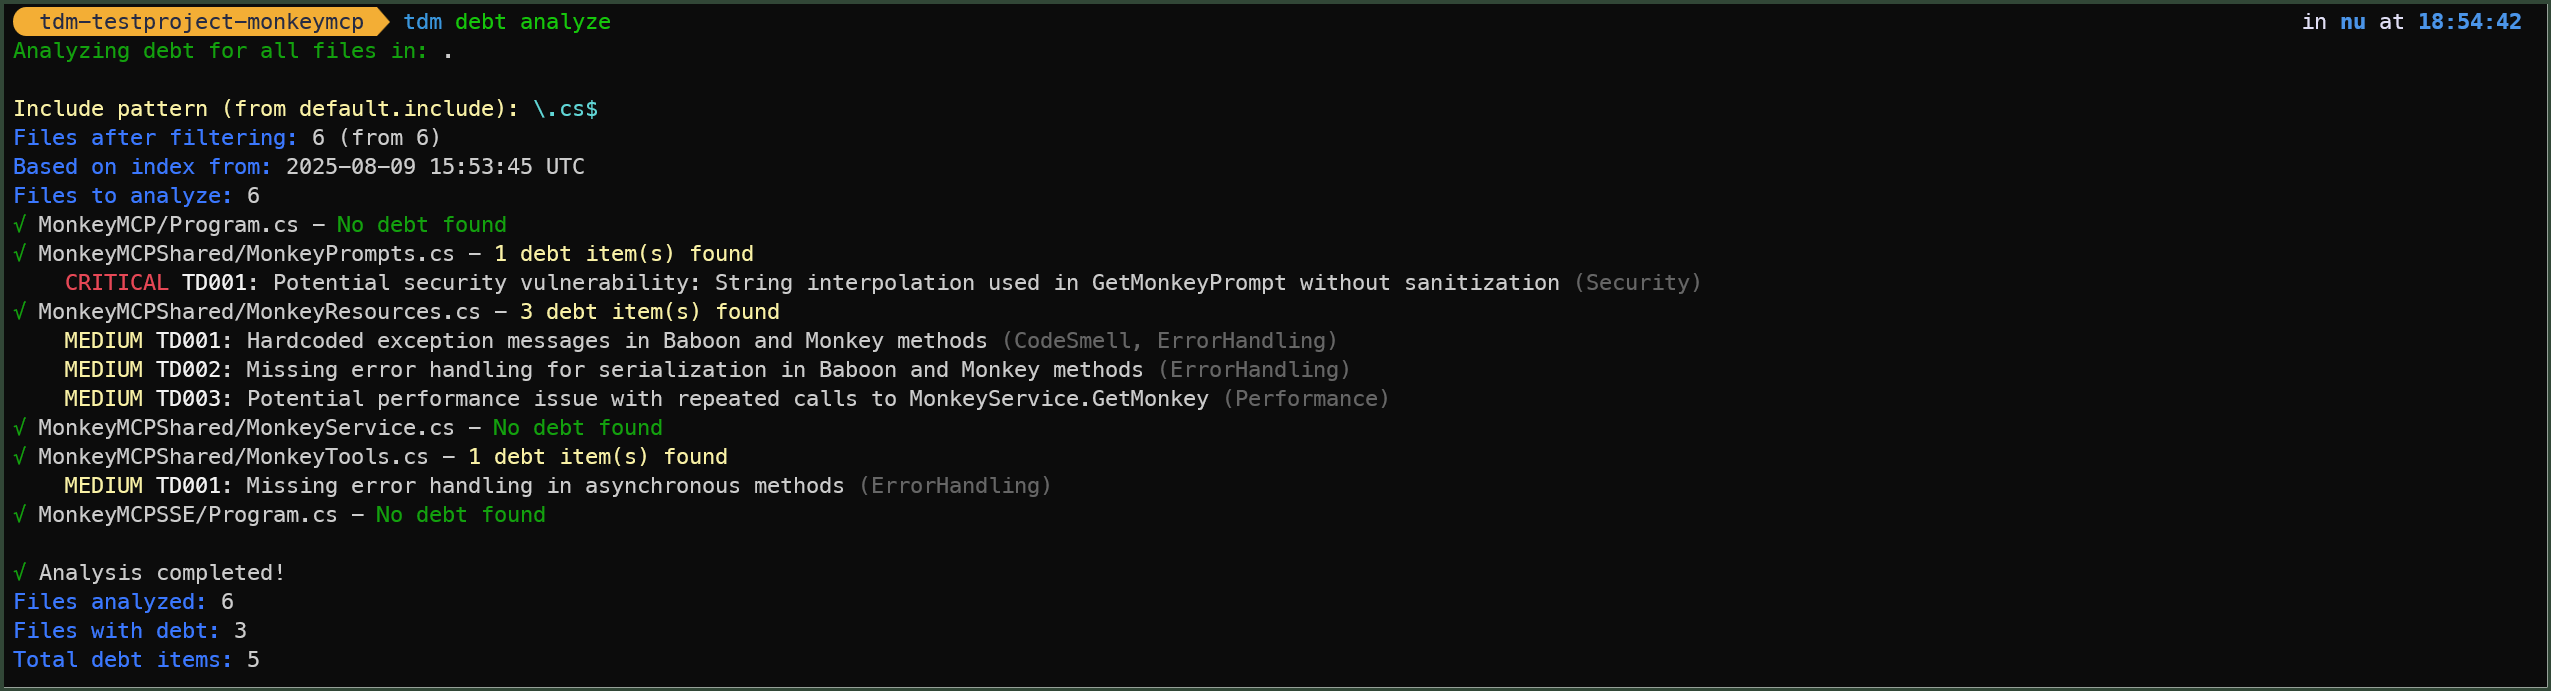 tdm-testproject-monkeymcp tdm debt analyze in nu at 18:54:42
Analyzing debt for all files in: .
Include pattern (from default.include): \.cs$
Files after filtering: 6 (from 6)
Based on index from: 2025-08-09 15:53:45 UTC
Files to analyze: 6
√ MonkeyMCP/Program.cs - No debt found
√ MonkeyMCPShared/MonkeyPrompts.cs - 1 debt item(s) found
CRITICAL TD001: Potential security vulnerability: String interpolation used in GetMonkeyPrompt without sanitization (Security)
√ MonkeyMCPShared/MonkeyResources.cs - 3 debt item(s) found
MEDIUM TD001: Hardcoded exception messages in Baboon and Monkey methods (CodeSmell, ErrorHandling)
MEDIUM TD002: Missing error handling for serialization in Baboon and Monkey methods (ErrorHandling)
MEDIUM TD003: Potential performance issue with repeated calls to MonkeyService.GetMonkey (Performance)
√ MonkeyMCPShared/MonkeyService.cs - No debt found
√ MonkeyMCPShared/MonkeyTools.cs - 1 debt item(s) found
MEDIUM TD001: Missing error handling in asynchronous methods (ErrorHandling)
√ MonkeyMCPSSE/Program.cs - No debt found
√ Analysis completed!
Files analyzed: 6
Files with debt: 3
Total debt items: 5